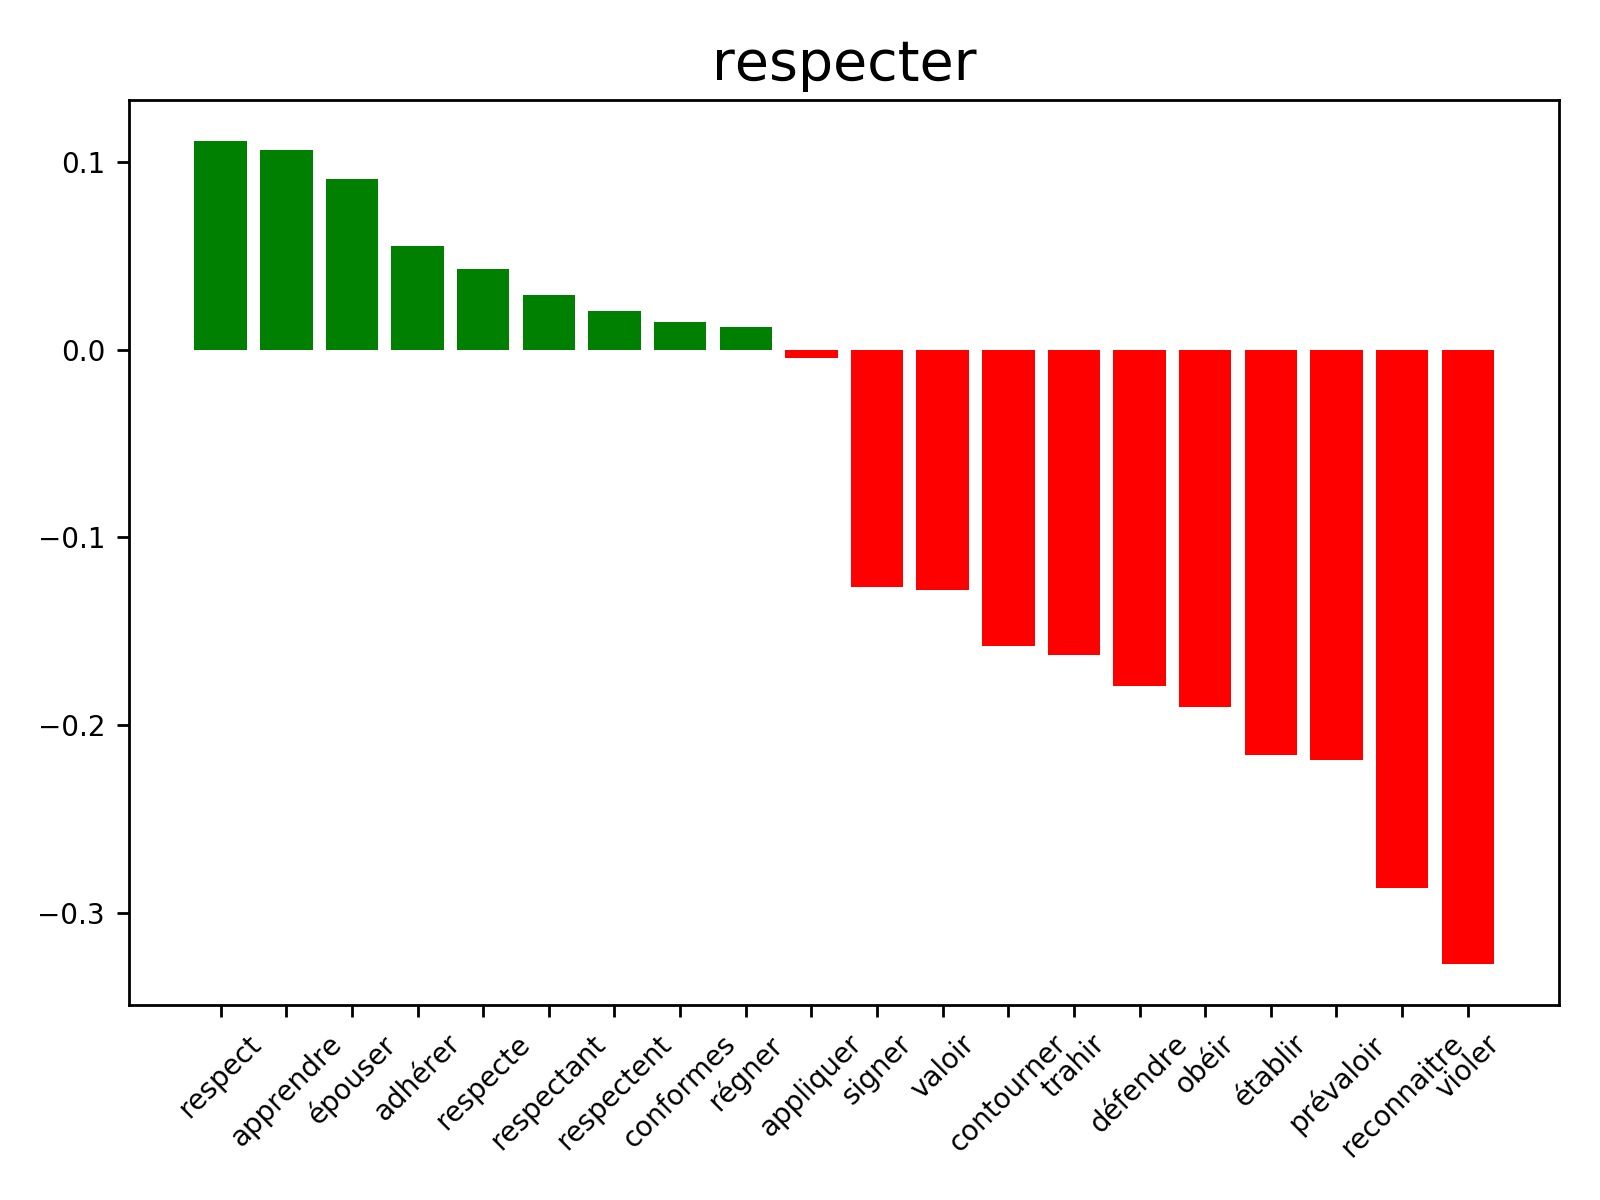 respecter
0.1
0.0
−0.1
−0.2
−0.3
respect
apprendre
épouser
adhérer
respecte
respectant
respectent
conformes
régner
appliquer
signer
valoir
contourner
trahir
défendre
obéir
établir
prévaloir
reconnaitre
violer